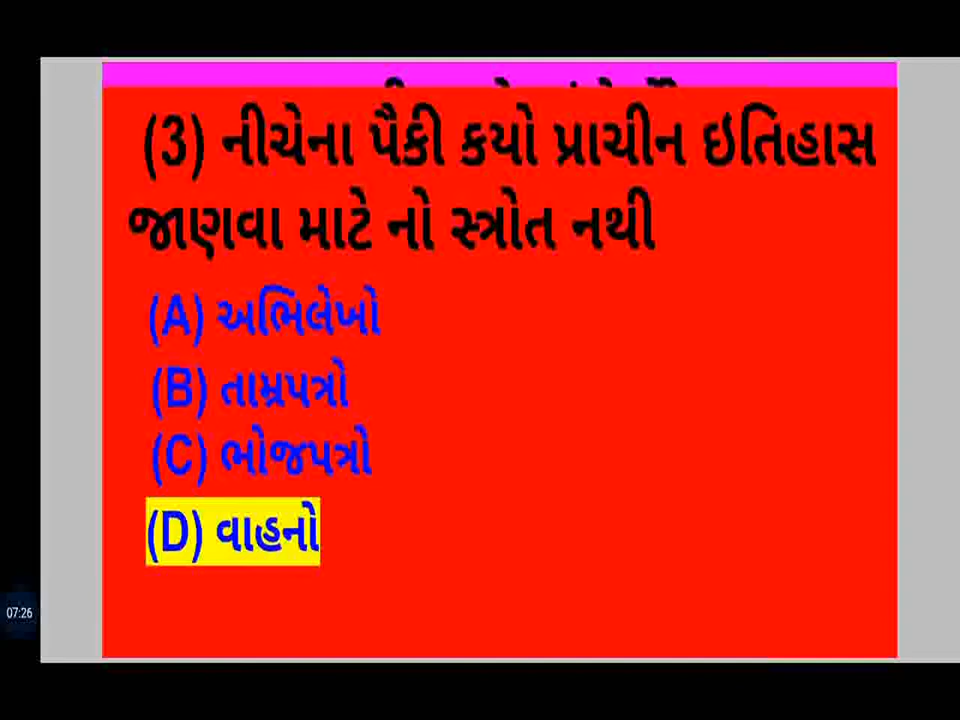 (3) નીચેના પૈકી કયો પ્રાચીન ઇતિહાસ
જાણવા માટે નો સ્ત્રોત નથી
(A) અભિલેખો
(B) તામ્રપત્રો
(C) ભોજપત્રો
(D) વાહનો
07:26